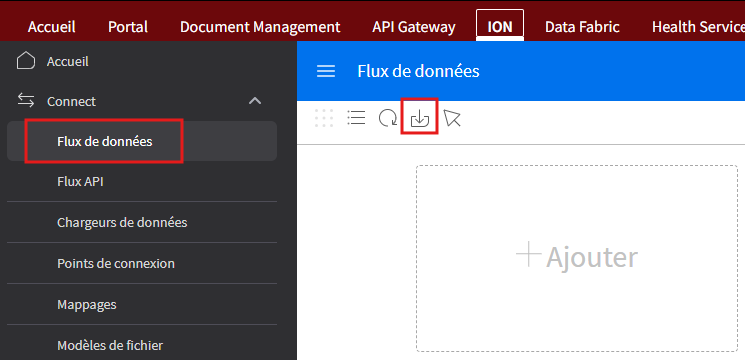 Accueil Portal Document Management API Gateway ION Data Fabric Health Service
Accueil
Connect
Flux de données
Flux API
Chargeurs de données
Points de connexion
Mappages
Modèles de fichier
Flux de données
Ajouter